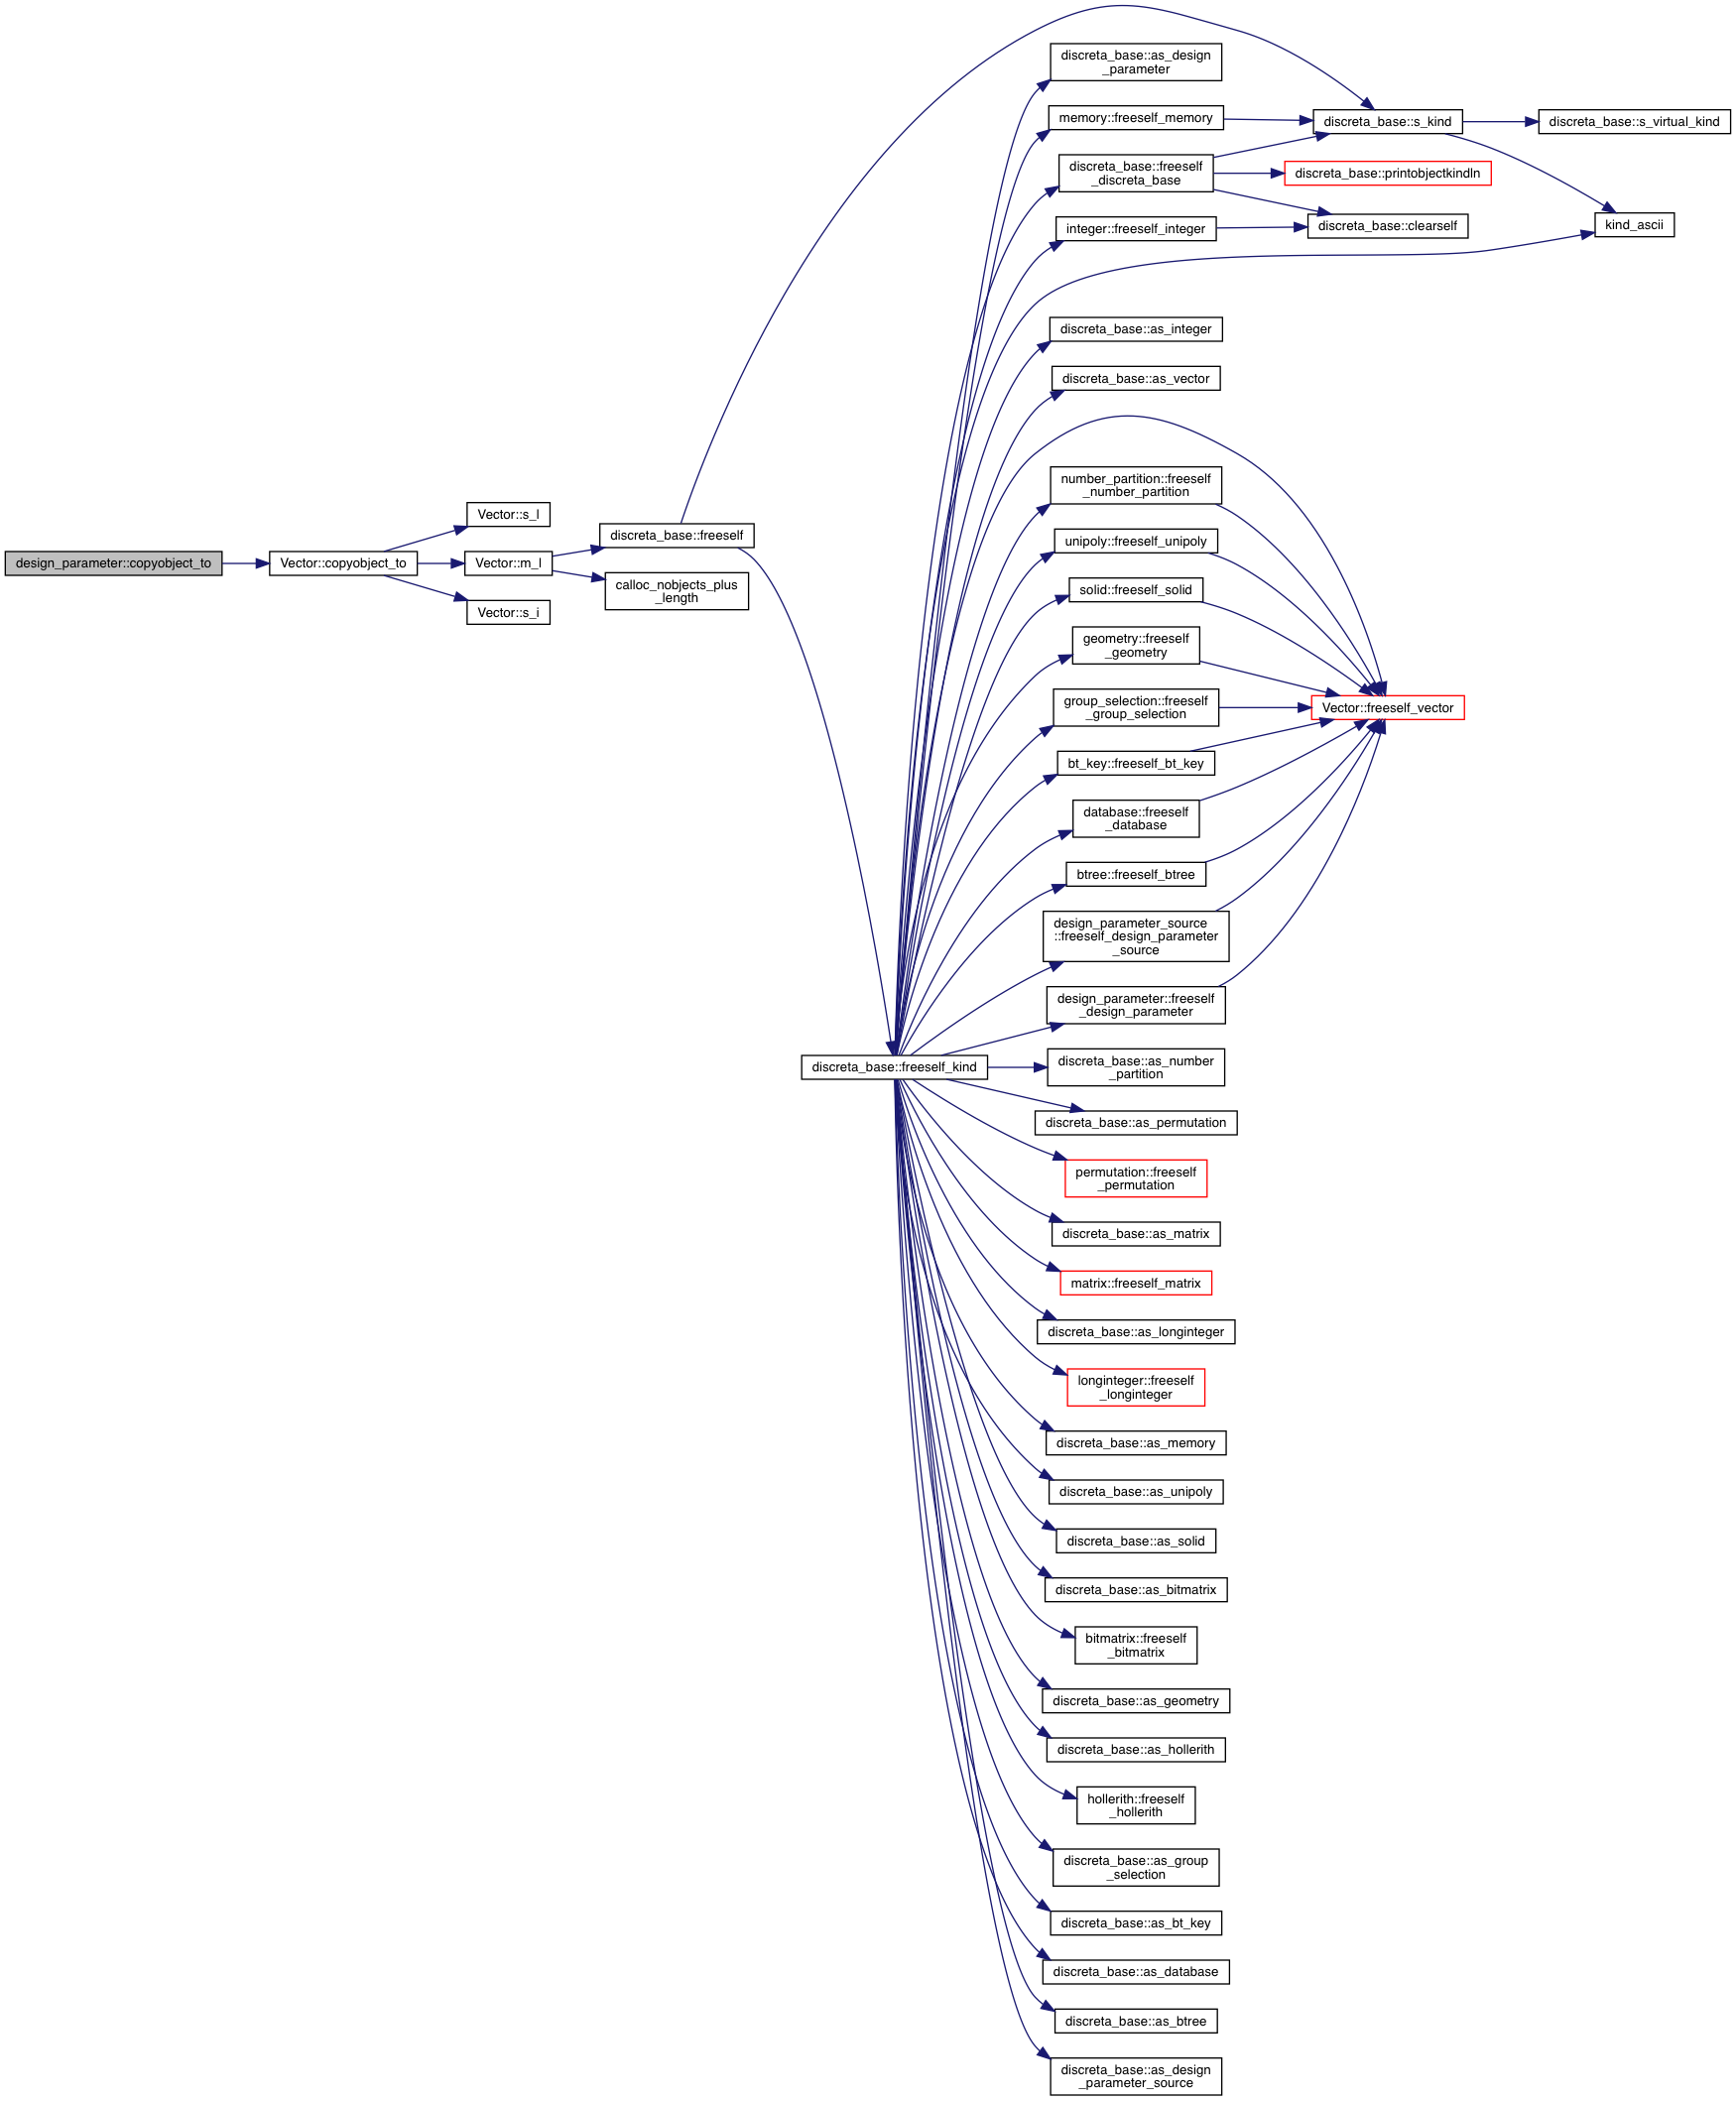 design_parameter::copyobject_to
Vector::copyobject_to
Vector::s_l
Vector::m_l
Vector::s_i
discreta_base::freeself
calloc_nobjects_plus
_length
discreta_base::freeself_kind
discreta_base::as_design
_parameter
memory::freeself_memory
discreta_base::freeself
_discreta_base
integer::freeself_integer
discreta_base::s_kind
discreta_base::printobjectkindln
discreta_base::clearself
discreta_base::s_virtual_kind
kind_ascii
discreta_base::as_integer
discreta_base::as_vector
number_partition::freeself
_number_partition
unipoly::freeself_unipoly
solid::freeself_solid
geometry::freeself
_geometry
group_selection::freeself
_group_selection
Vector::freeself_vector
bt_key::freeself_bt_key
database::freeself
_database
btree::freeself_btree
design_parameter_source
::freeself_design_parameter
_source
design_parameter::freeself
_design_parameter
discreta_base::as_number
_partition
discreta_base::as_permutation
permutation::freeself
_permutation
discreta_base::as_matrix
matrix::freeself_matrix
discreta_base::as_longinteger
longinteger::freeself
_longinteger
discreta_base::as_memory
discreta_base::as_unipoly
discreta_base::as_solid
discreta_base::as_bitmatrix
bitmatrix::freeself
_bitmatrix
discreta_base::as_geometry
discreta_base::as_hollerith
hollerith::freeself
_hollerith
discreta_base::as_group
_selection
discreta_base::as_bt_key
discreta_base::as_database
discreta_base::as_btree
discreta_base::as_design
_parameter_source